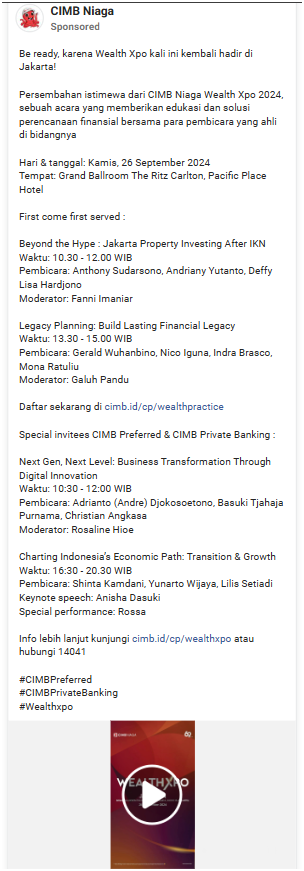 CIMB Niaga
Sponsored
Be ready, karena Wealth Xpo kali ini kembali hadir di
Jakarta!
Persembahan istimewa dari CIMB Niaga Wealth Xpo 2024,
sebuah acara yang memberikan edukasi dan solusi
perencanaan finansial bersama para pembicara yang ahli
di bidangnya
Hari & tanggal: Kamis, 26 September 2024
Tempat: Grand Ballroom The Ritz Carlton, Pacific Place
Hotel
First come first served :
Beyond the Hype : Jakarta Property Investing After IKN
Waktu: 10.30 - 12.00 WIB
Pembicara: Anthony Sudarsono, Andriany Yutanto, Deffy
Lisa Hardjono
Moderator: Fanni Imaniar
Legacy Planning: Build Lasting Financial Legacy
Waktu: 13.30 - 15.00 WIB
Pembicara: Gerald Wuhanbino, Nico Iguna, Indra Brasco,
Mona Ratuliu
Moderator: Galuh Pandu
Daftar sekarang di cimb.id/cp/wealthpractice
Special invitees CIMB Preferred & CIMB Private Banking :
Next Gen, Next Level: Business Transformation Through
Digital Innovation
Waktu: 10:30 - 12:00 WIB
Pembicara: Adrianto (Andre) Djokosoetono, Basuki Tjahaja
Purnama, Christian Angkasa
Moderator: Rosaline Hioe
Charting Indonesia's Economic Path: Transition & Growth
Waktu: 16:30 - 20.30 WIB
Pembicara: Shinta Kamdani, Yunarto Wijaya, Lilis Setiadi
Keynote speech: Anisha Dasuki
Special performance: Rossa
Info lebih lanjut kunjungi cimb.id/cp/wealthxpo atau
hubungi 14041
#CIMBPreferred
#CIMBPrivateBanking
#Wealthxpo
WEALTHXPO